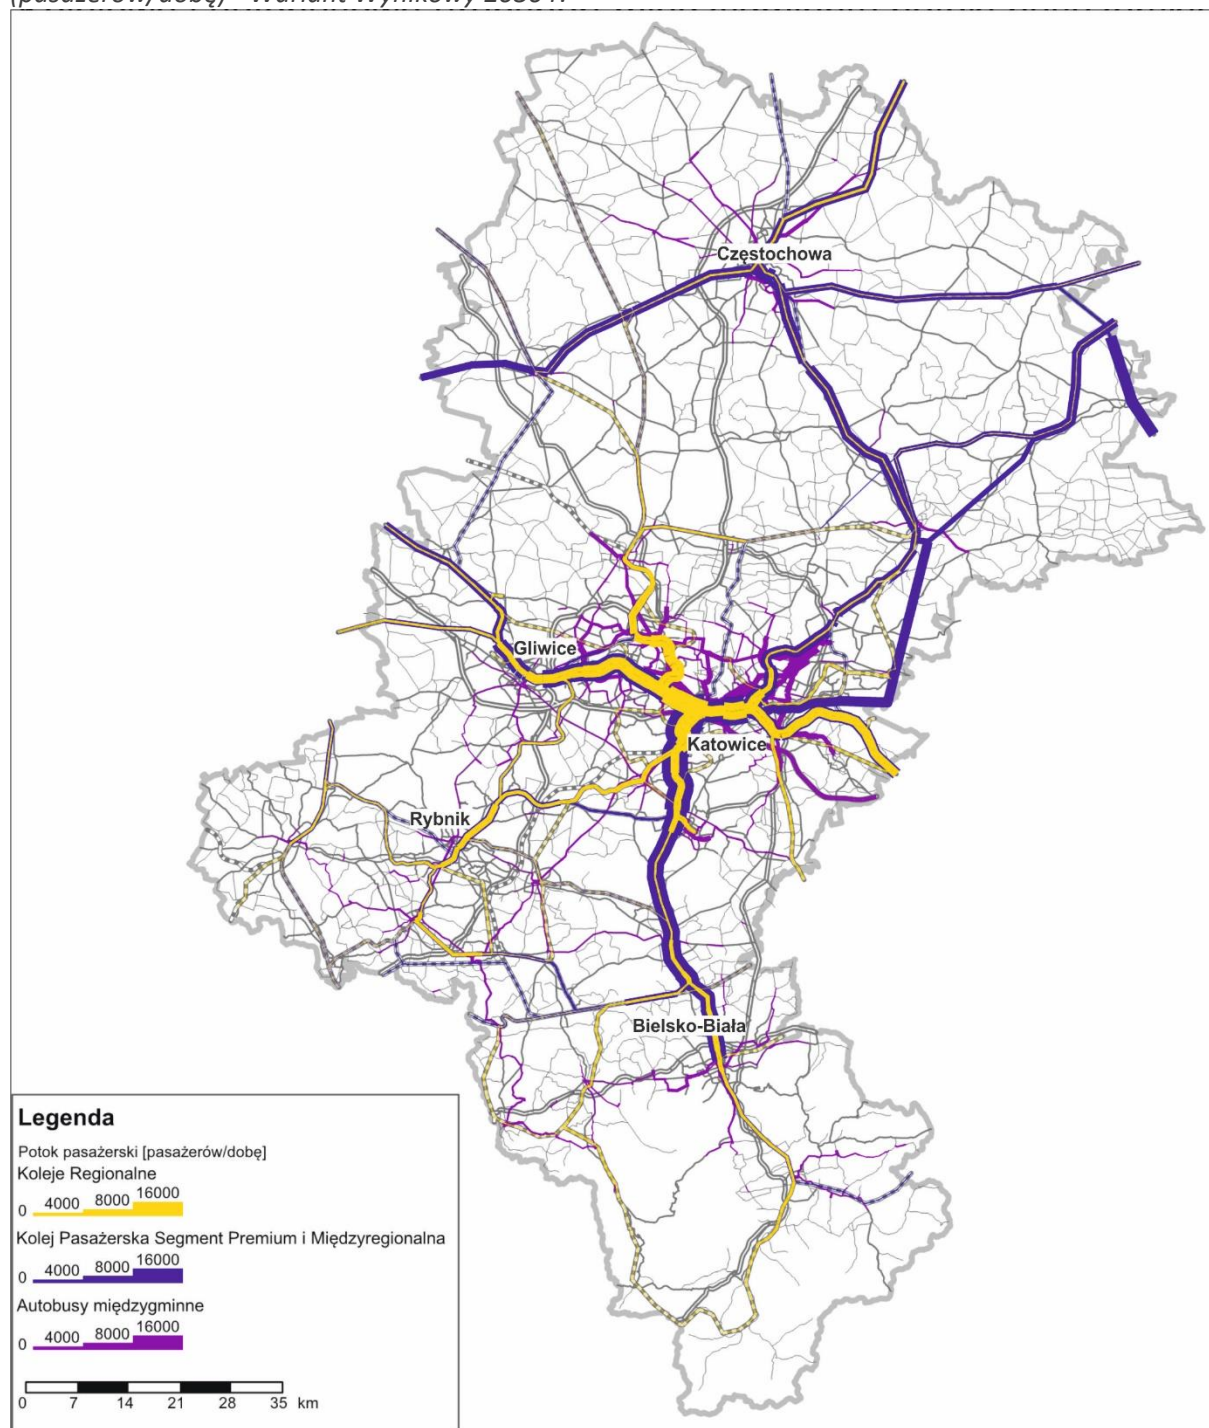 (pasażerów/dobę) - Wariant Wynikowy 2030 r.
Częstochowa
Gliwice
Katowice
Rybnik
Bielsko-Biała
Legenda
Potok pasażerski [pasażerów/dobę]
Koleje Regionalne
0 4000 8000 16000
Kolej Pasażerska Segment Premium i Międzyregionalna
0 4000 8000 16000
Autobusy międzygminne
0 4000 8000 16000
0 7 14 21 28 35 km